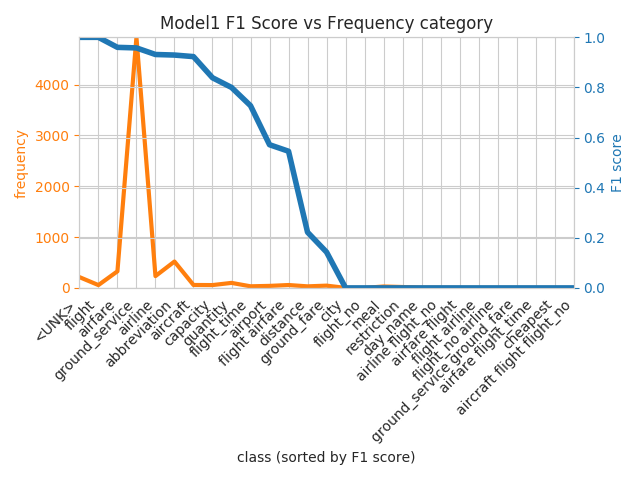 Model1 F1 Score vs Frequency category
4000
3000
2000
1000
0
frequency
1.0
0.8
0.6
0.4
0.2
0.0
F1 score
<UNK>
flight
airfare
ground_service
airline
abbreviation
aircraft
capacity
quantity
flight_time
airport
flight airfare
distance
ground_fare
city
flight_no
lt
meal
restriction
day_name
airline flight_no
airfare flight
flight airline
flight_no airline
ground_service ground_fare
airfare flight_time
cheapest
aircraft flight flight_no
class (sorted by F1 score)